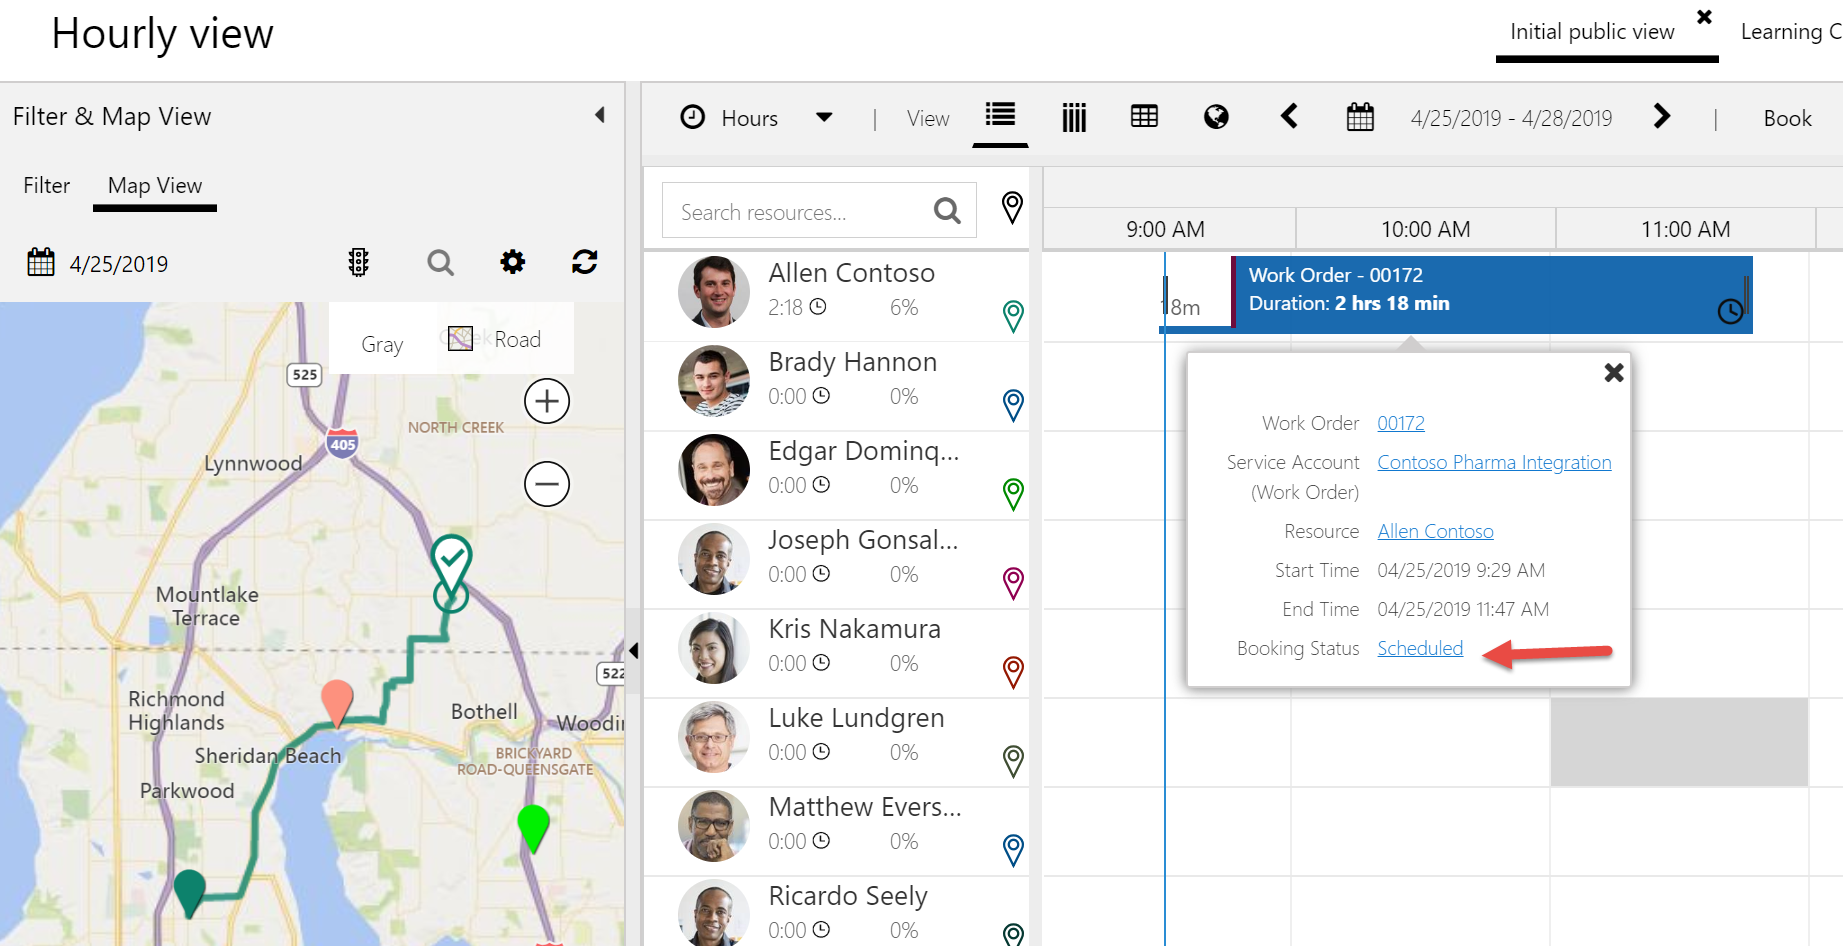 Hourly view
Initial public view
Learning C
Filter & Map View
Filter
Map View
4/25/2019
Gray
Road
525
405
NORTH CREEK
Lynnwood
Mountlake
Terrace
522
Richmond
Highlands
Bothell
Woodin
Sheridan Beach
BRICKYARD
ROAD-QUEENSGATE
Parkwood
Hours
View
4/25/2019 - 4/28/2019
Book
Search resources...
9:00 AM
10:00 AM
11:00 AM
Allen Contoso
2:18
6%
Brady Hannon
0:00
0%
Edgar Dominq...
0:00
0%
Joseph Gonsal...
0:00
0%
Kris Nakamura
0:00
0%
Luke Lundgren
0:00
0%
Matthew Evers...
0:00
0%
Ricardo Seely
0:00
0%
18m
Work Order - 00172
Duration: 2 hrs 18 min
Work Order 00172
Service Account Contoso Pharma Integration
(Work Order)
Resource Allen Contoso
Start Time 04/25/2019 9:29 AM
End Time 04/25/2019 11:47 AM
Booking Status Scheduled